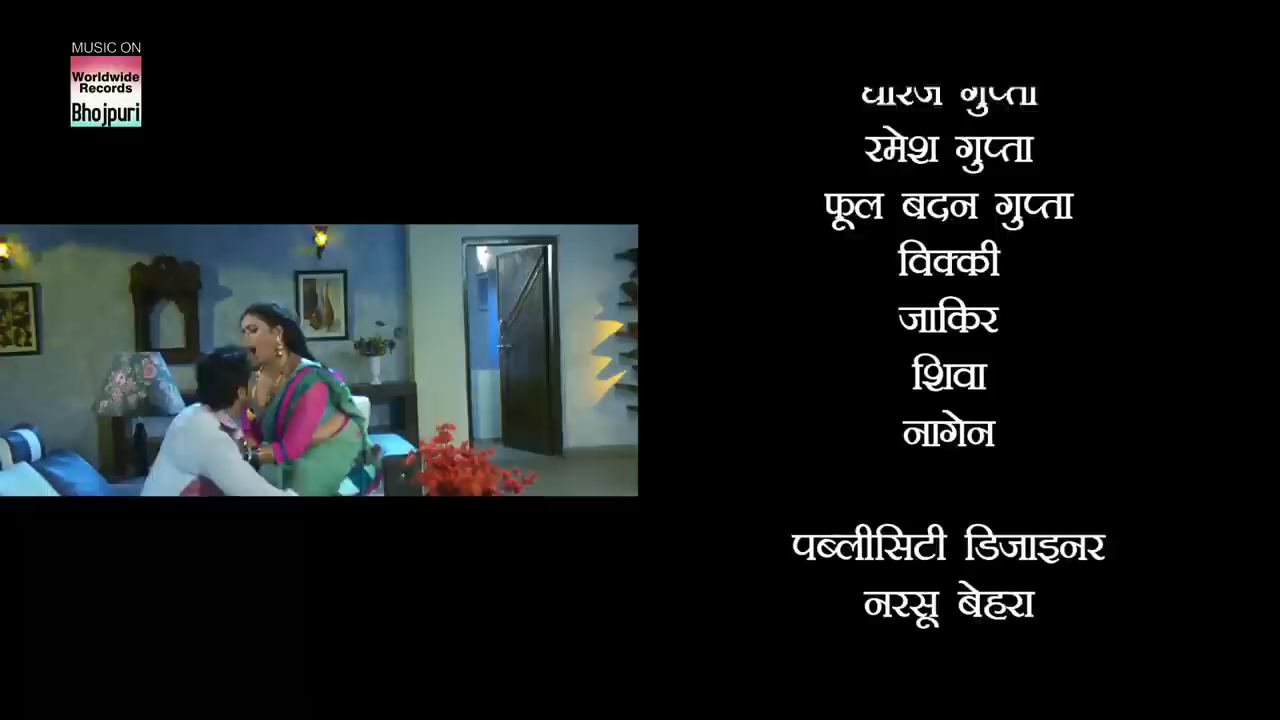 MUSIC ON
Worldwide
Records
Bhojpuri
गुप्ता
रमेश गुप्ता
फूल बदन गुप्ता
विक्की
जाकिर
शिवा
नागेन
पब्लीसिटी डिजाइनर
नरसू बेहरा